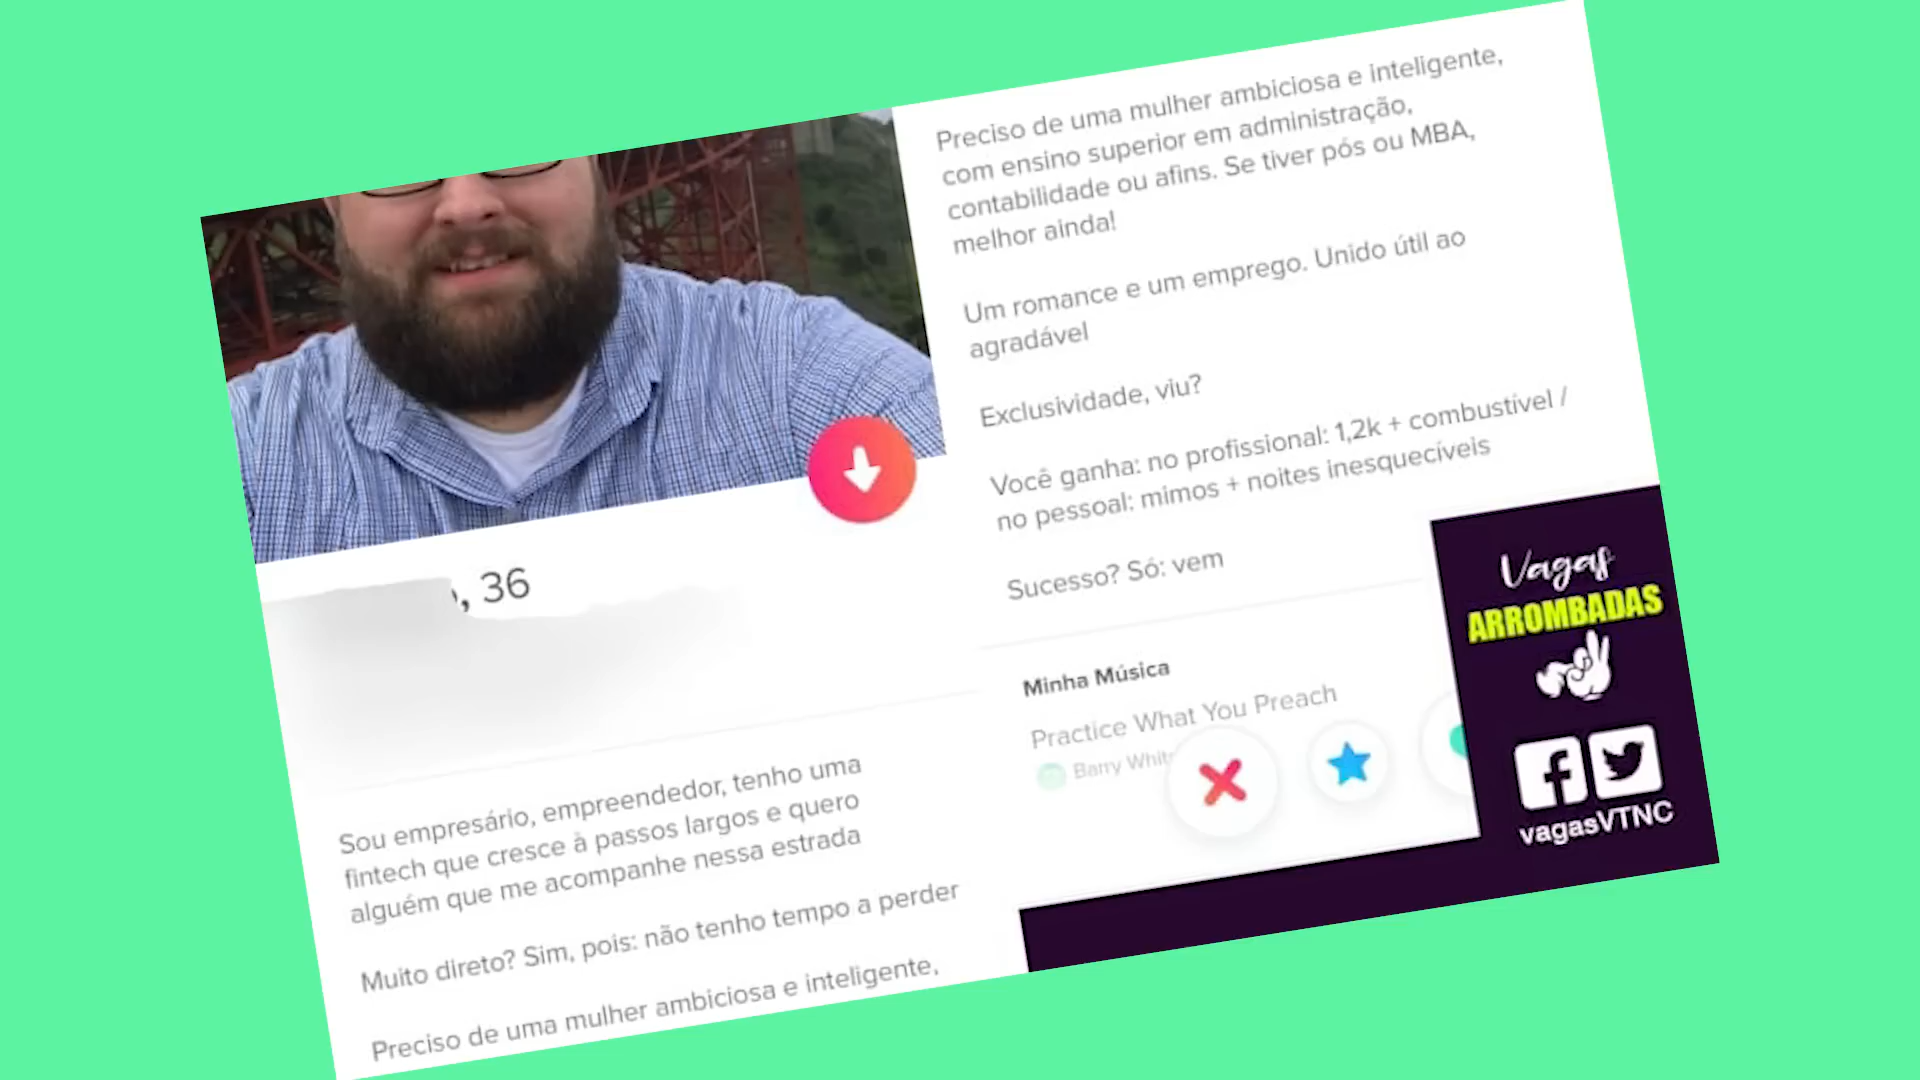 , 36
Sou empresário, empreendedor, tenho uma
fintech que cresce à passos largos e quero
alguém que me acompanhe nessa estrada
Muito direto? Sim, pois: não tenho tempo a perder
Preciso de uma mulher ambiciosa e inteligente,
Preciso de uma mulher ambiciosa e inteligente,
com ensino superior em administração,
contabilidade ou afins. Se tiver pós ou MBA,
melhor ainda!
Um romance e um emprego. Unido útil ao
agradável
Exclusividade, viu?
Você ganha: no profissional: 1,2k + combustível /
no pessoal: mimos + noites inesquecíveis
Sucesso? Só: vem
Minha Música
Practice What You Preach
Barry White
Vagas
ARROMBADAS
vagasVTNC